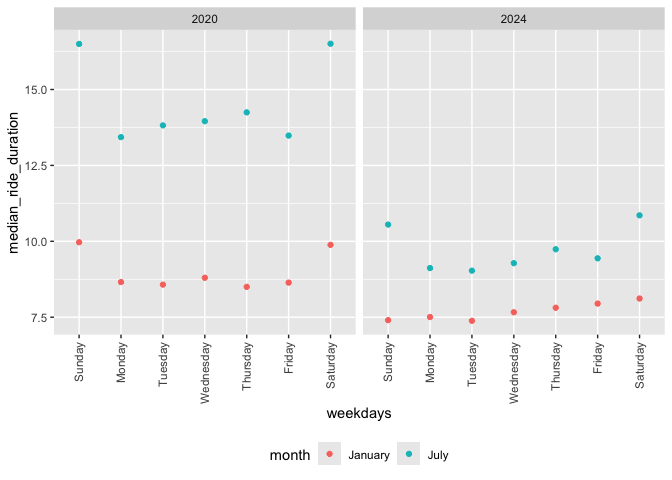 2020 2024
median_ride_duration
15.0
12.5
10.0
7.5
Sunday Monday Tuesday Wednesday Thursday Friday Saturday Sunday Monday Tuesday Wednesday Thursday Friday Saturday
weekdays
month January July